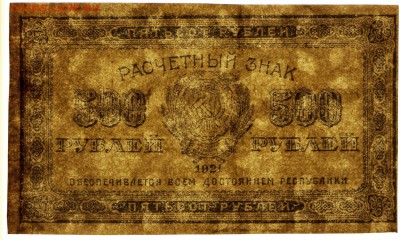 ПЯТЬСОТ РУБЛЕЙ
РАСЧЕТНЫЙ ЗНАК
500 500
РУБЛЕЙ РУБЛЕЙ
1921
ОБЕСПЕЧИВАЕТСЯ ВСЕМ ДОСТОЯНИЕМ РЕСПУБЛИКИ
ПЯТЬСОТ РУБЛЕЙ